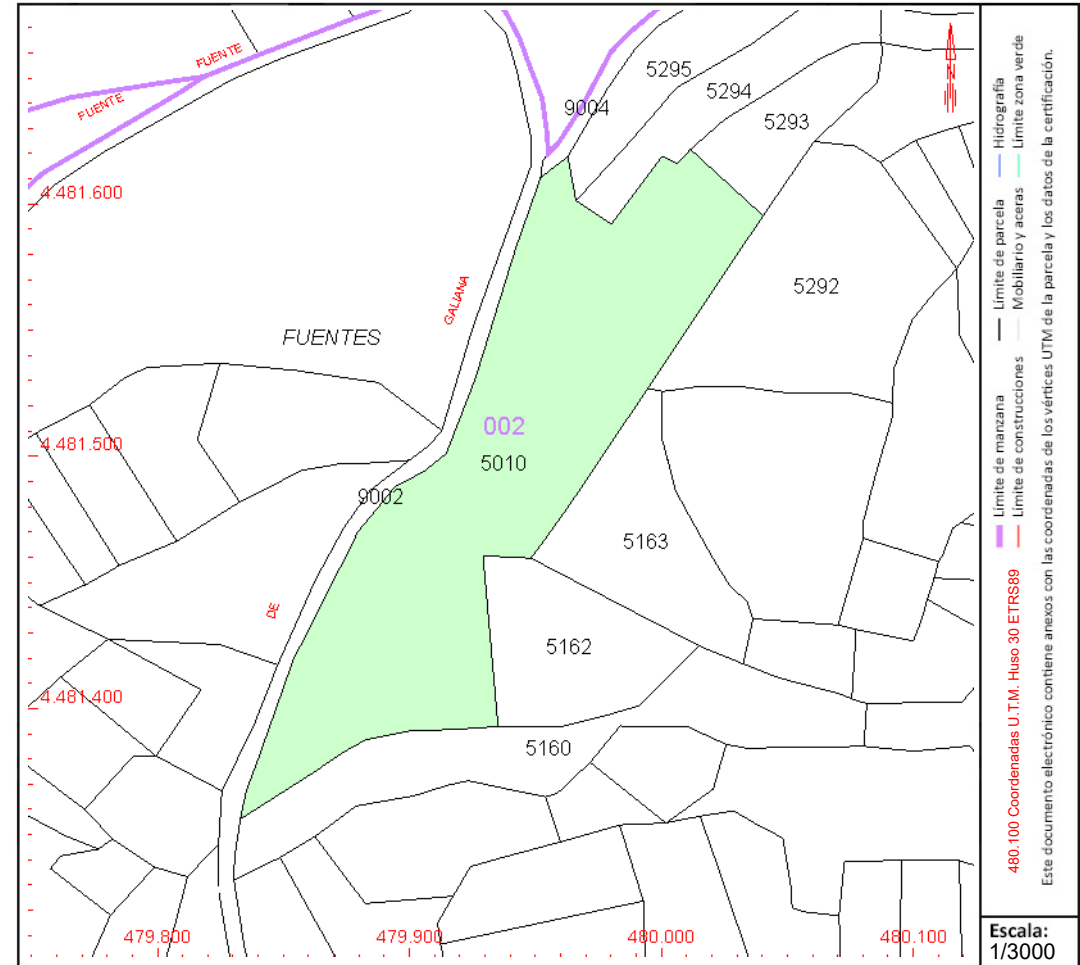 FUENTE
FUENTE
5295
5294
9004
5293
4.481.600
5292
GALIANA
FUENTES
002
4.481.500
5010
9002
5163
DE
5162
4.481.400
5160
479.800
479.900
480.000
480.100
N
Límite de manzana
Límite de parcela
Hidrografía
Límite de construcciones
Mobiliario y aceras
Límite zona verde
480.100 Coordenadas U.T.M. Huso 30 ETRS89
Este documento electrónico contiene anexos con las coordenadas de los vértices UTM de la parcela y los datos de la certificación.
Escala:
1/3000